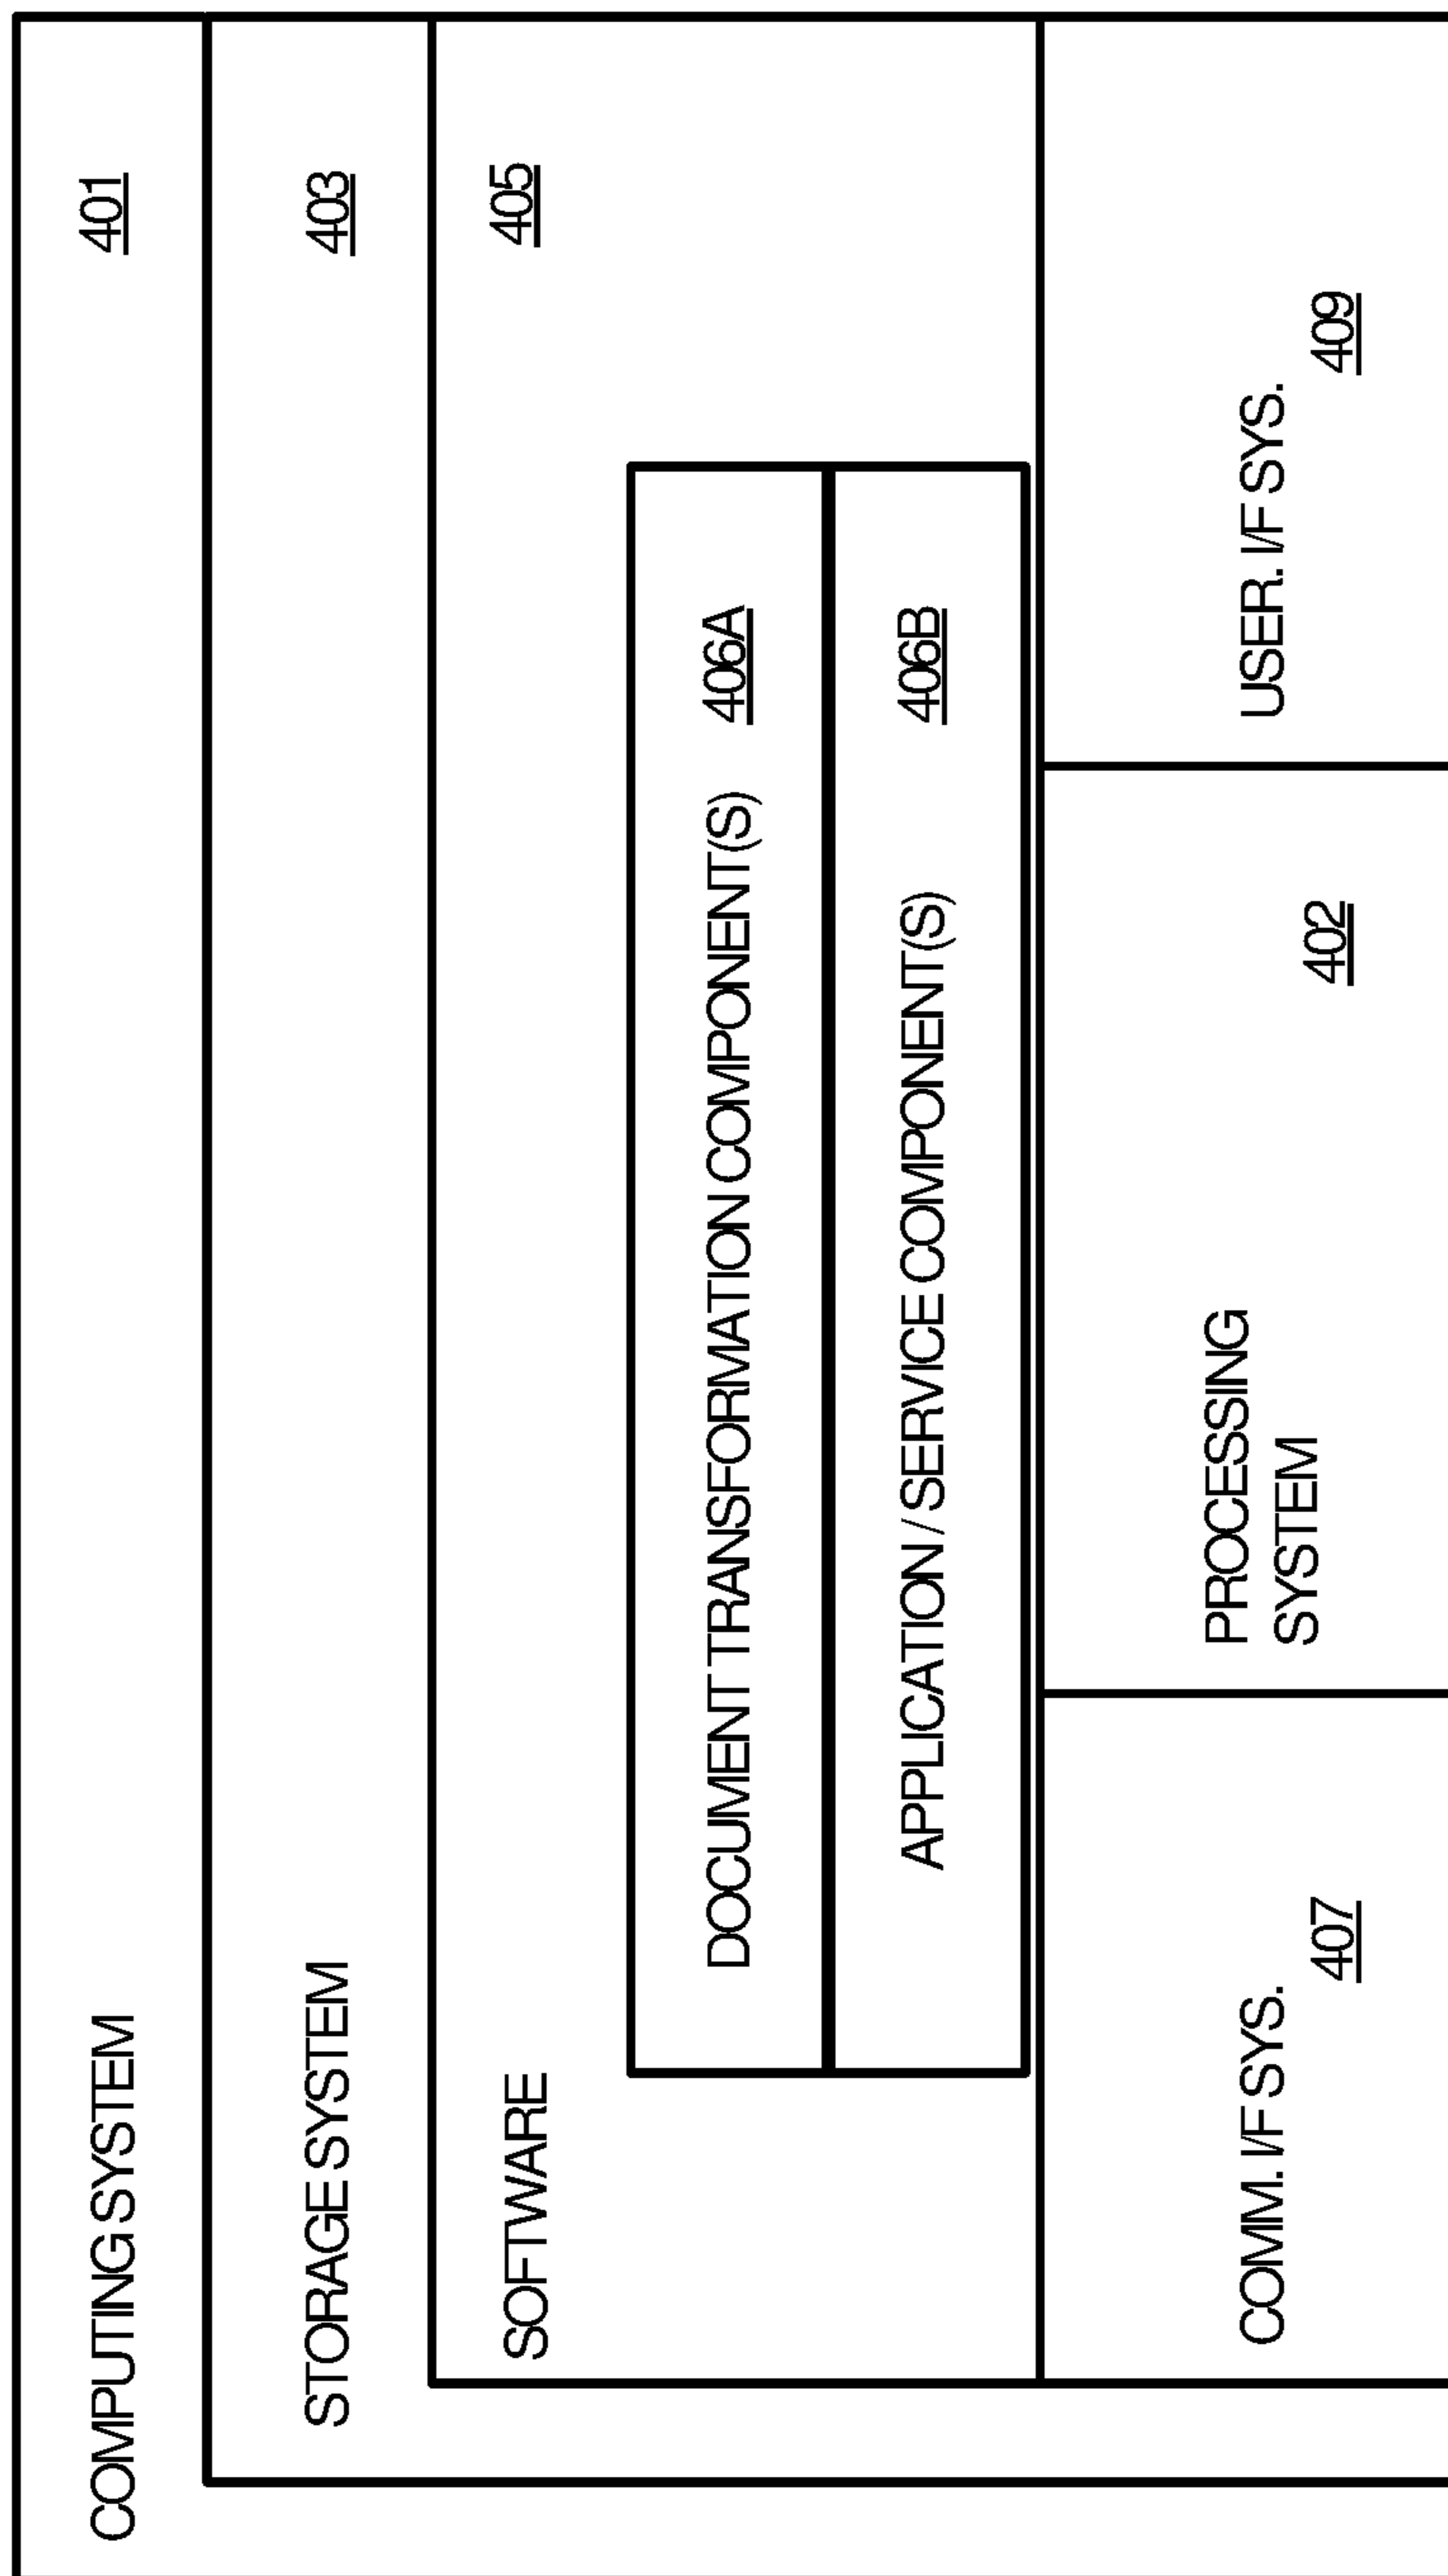 COMPUTING SYSTEM 401
STORAGE SYSTEM 403
SOFTWARE 405
DOCUMENT TRANSFORMATION COMPONENT(S) 406A
APPLICATION / SERVICE COMPONENT(S) 406B
COMM. I/F SYS.
407
PROCESSING
SYSTEM
402
USER. I/F SYS.
409